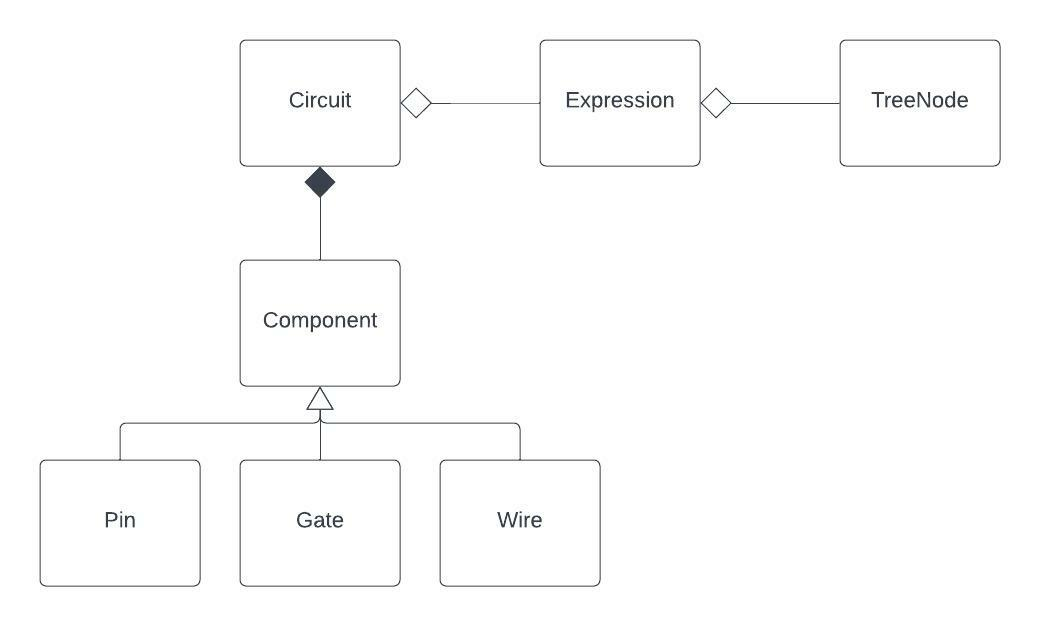 Circuit
Expression
TreeNode
Component
Pin
Gate
Wire